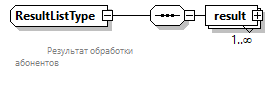 ResultListType
result
1..∞
Результат обработки
абонентов